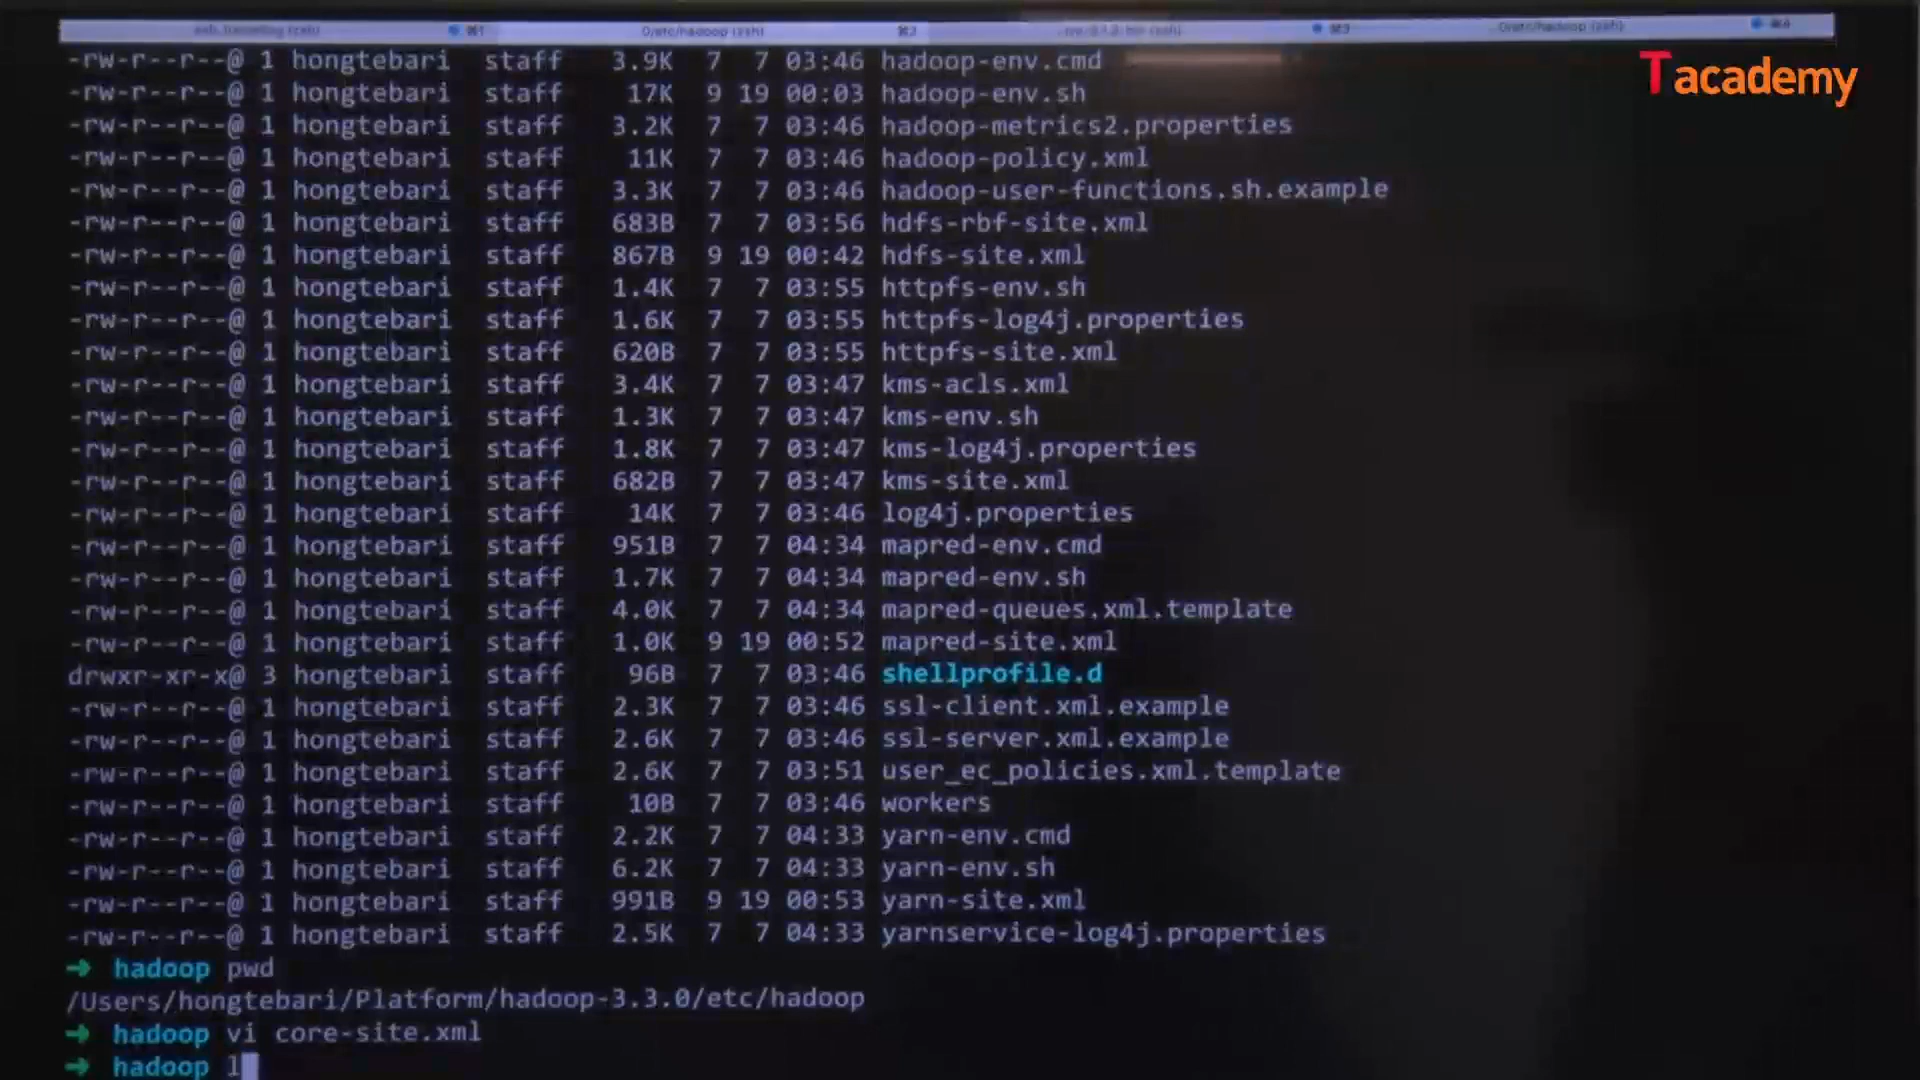 0/etc/hadoop (zsh) ⌘2 ⌘3 0/etc/hadoop (zsh)
Tacademy
-rw-r--r--@ 1 hongtebari staff 3.9K 7 7 03:46 hadoop-env.cmd
-rw-r--r--@ 1 hongtebari staff 17K 9 19 00:03 hadoop-env.sh
-rw-r--r--@ 1 hongtebari staff 3.2K 7 7 03:46 hadoop-metrics2.properties
-rw-r--r--@ 1 hongtebari staff 11K 7 7 03:46 hadoop-policy.xml
-rw-r--r--@ 1 hongtebari staff 3.3K 7 7 03:46 hadoop-user-functions.sh.example
-rw-r--r--@ 1 hongtebari staff 683B 7 7 03:56 hdfs-rbf-site.xml
-rw-r--r--@ 1 hongtebari staff 867B 9 19 00:42 hdfs-site.xml
-rw-r--r--@ 1 hongtebari staff 1.4K 7 7 03:55 httpfs-env.sh
-rw-r--r--@ 1 hongtebari staff 1.6K 7 7 03:55 httpfs-log4j.properties
-rw-r--r--@ 1 hongtebari staff 620B 7 7 03:55 httpfs-site.xml
-rw-r--r--@ 1 hongtebari staff 3.4K 7 7 03:47 kms-acls.xml
-rw-r--r--@ 1 hongtebari staff 1.3K 7 7 03:47 kms-env.sh
-rw-r--r--@ 1 hongtebari staff 1.8K 7 7 03:47 kms-log4j.properties
-rw-r--r--@ 1 hongtebari staff 682B 7 7 03:47 kms-site.xml
-rw-r--r--@ 1 hongtebari staff 14K 7 7 03:46 log4j.properties
-rw-r--r--@ 1 hongtebari staff 951B 7 7 04:34 mapred-env.cmd
-rw-r--r--@ 1 hongtebari staff 1.7K 7 7 04:34 mapred-env.sh
-rw-r--r--@ 1 hongtebari staff 4.0K 7 7 04:34 mapred-queues.xml.template
-rw-r--r--@ 1 hongtebari staff 1.0K 9 19 00:52 mapred-site.xml
drwxr-xr-x@ 3 hongtebari staff 96B 7 7 03:46 shellprofile.d
-rw-r--r--@ 1 hongtebari staff 2.3K 7 7 03:46 ssl-client.xml.example
-rw-r--r--@ 1 hongtebari staff 2.6K 7 7 03:46 ssl-server.xml.example
-rw-r--r--@ 1 hongtebari staff 2.6K 7 7 03:51 user_ec_policies.xml.template
-rw-r--r--@ 1 hongtebari staff 10B 7 7 03:46 workers
-rw-r--r--@ 1 hongtebari staff 2.2K 7 7 04:33 yarn-env.cmd
-rw-r--r--@ 1 hongtebari staff 6.2K 7 7 04:33 yarn-env.sh
-rw-r--r--@ 1 hongtebari staff 991B 9 19 00:53 yarn-site.xml
-rw-r--r--@ 1 hongtebari staff 2.5K 7 7 04:33 yarnservice-log4j.properties
➜ hadoop pwd
/Users/hongtebari/Platform/hadoop-3.3.0/etc/hadoop
➜ hadoop vi core-site.xml
➜ hadoop l